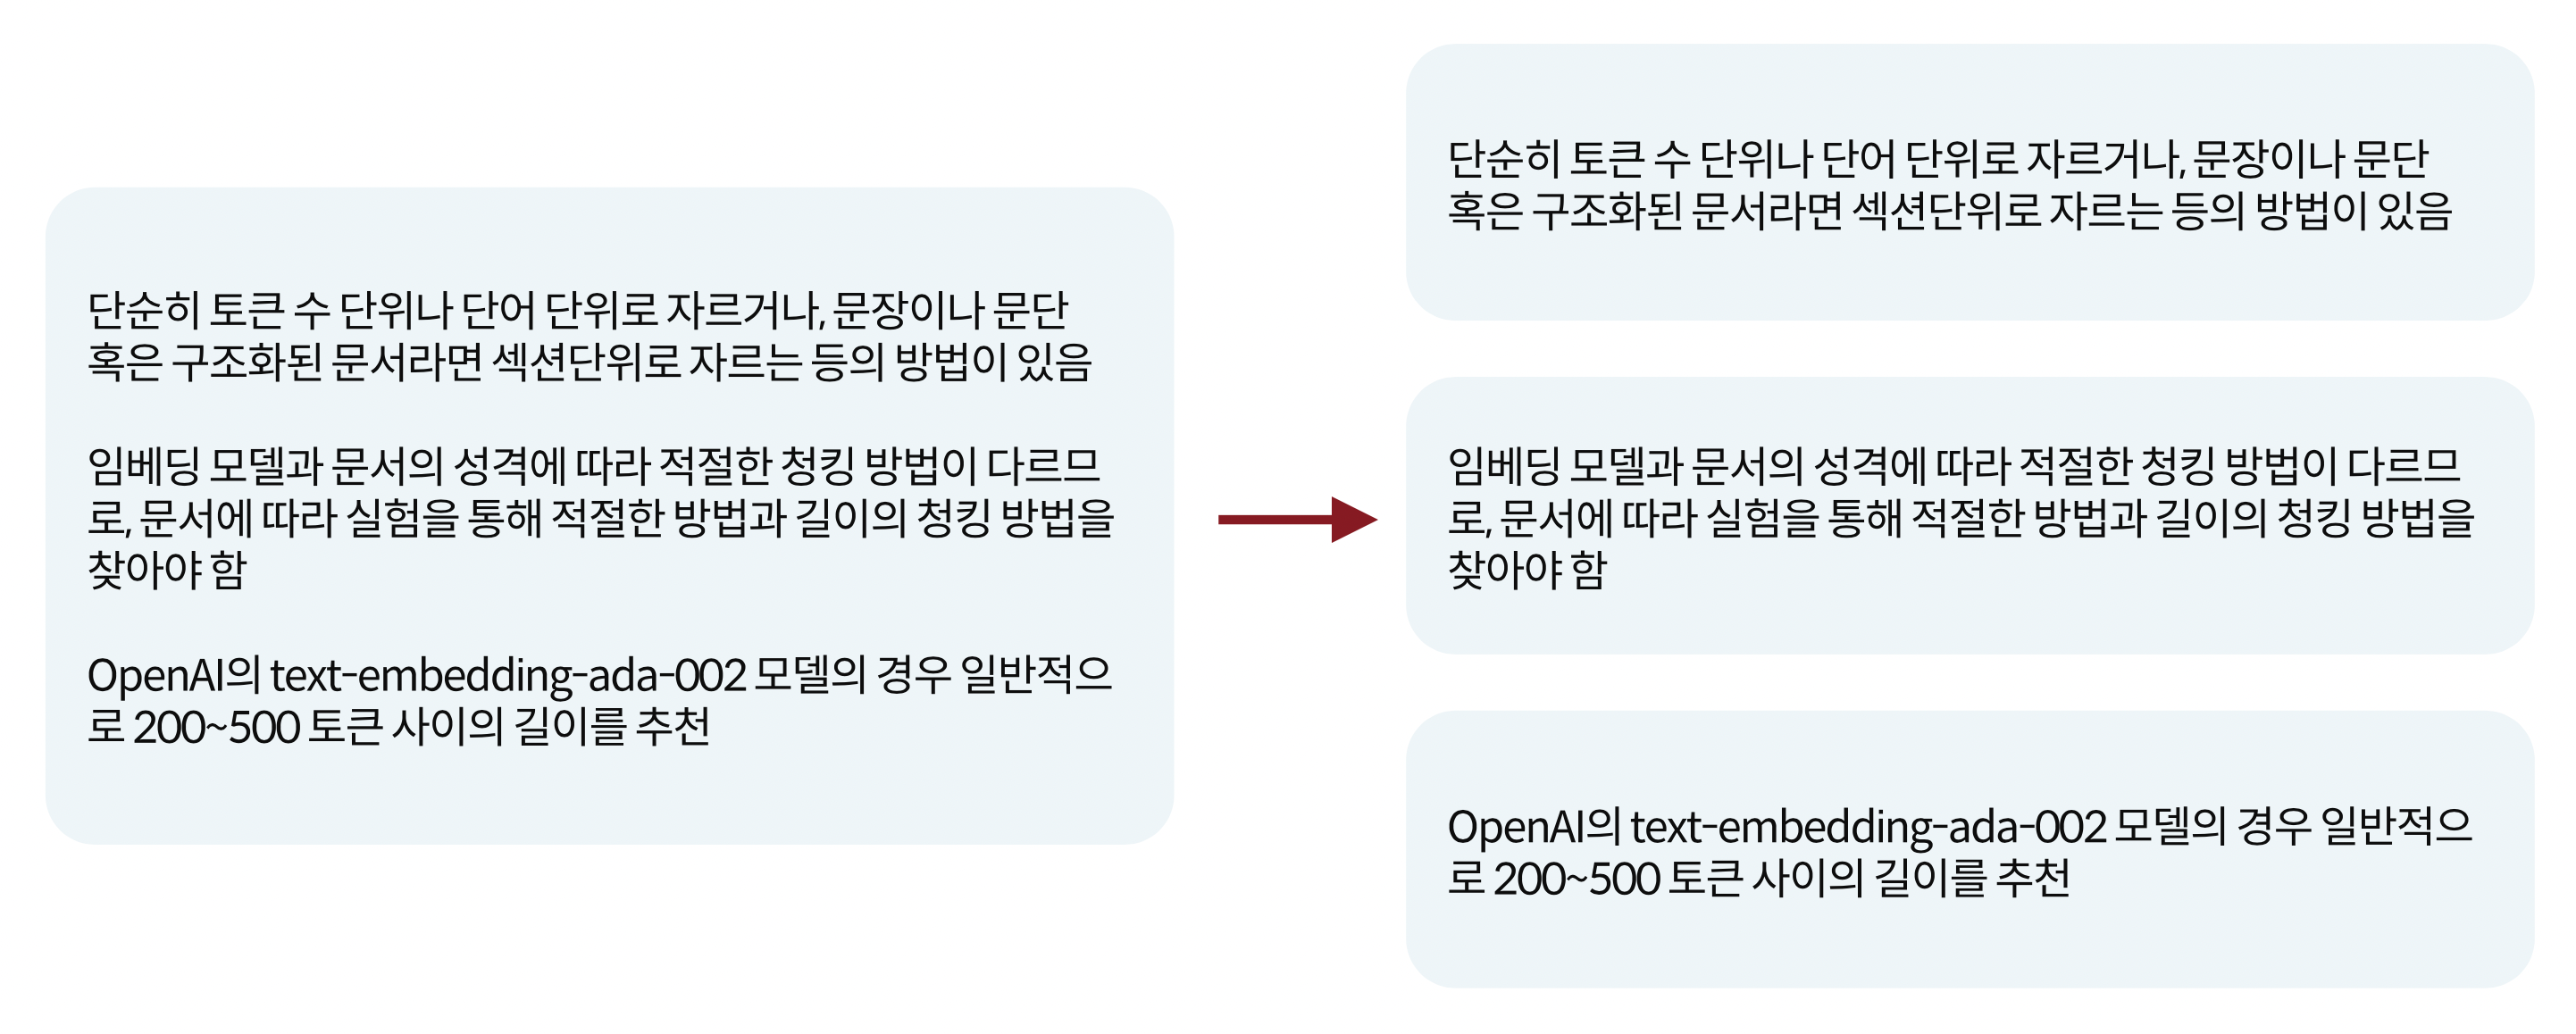 단순히 토큰 수 단위나 단어 단위로 자르거나, 문장이나 문단
혹은 구조화된 문서라면 섹션단위로 자르는 등의 방법이 있음
임베딩 모델과 문서의 성격에 따라 적절한 청킹 방법이 다르므
로, 문서에 따라 실험을 통해 적절한 방법과 길이의 청킹 방법을
찾아야 함
OpenAI의 text-embedding-ada-002 모델의 경우 일반적으
로 200~500 토큰 사이의 길이를 추천
단순히 토큰 수 단위나 단어 단위로 자르거나, 문장이나 문단
혹은 구조화된 문서라면 섹션단위로 자르는 등의 방법이 있음
임베딩 모델과 문서의 성격에 따라 적절한 청킹 방법이 다르므
로, 문서에 따라 실험을 통해 적절한 방법과 길이의 청킹 방법을
찾아야 함
OpenAI의 text-embedding-ada-002 모델의 경우 일반적으
로 200~500 토큰 사이의 길이를 추천